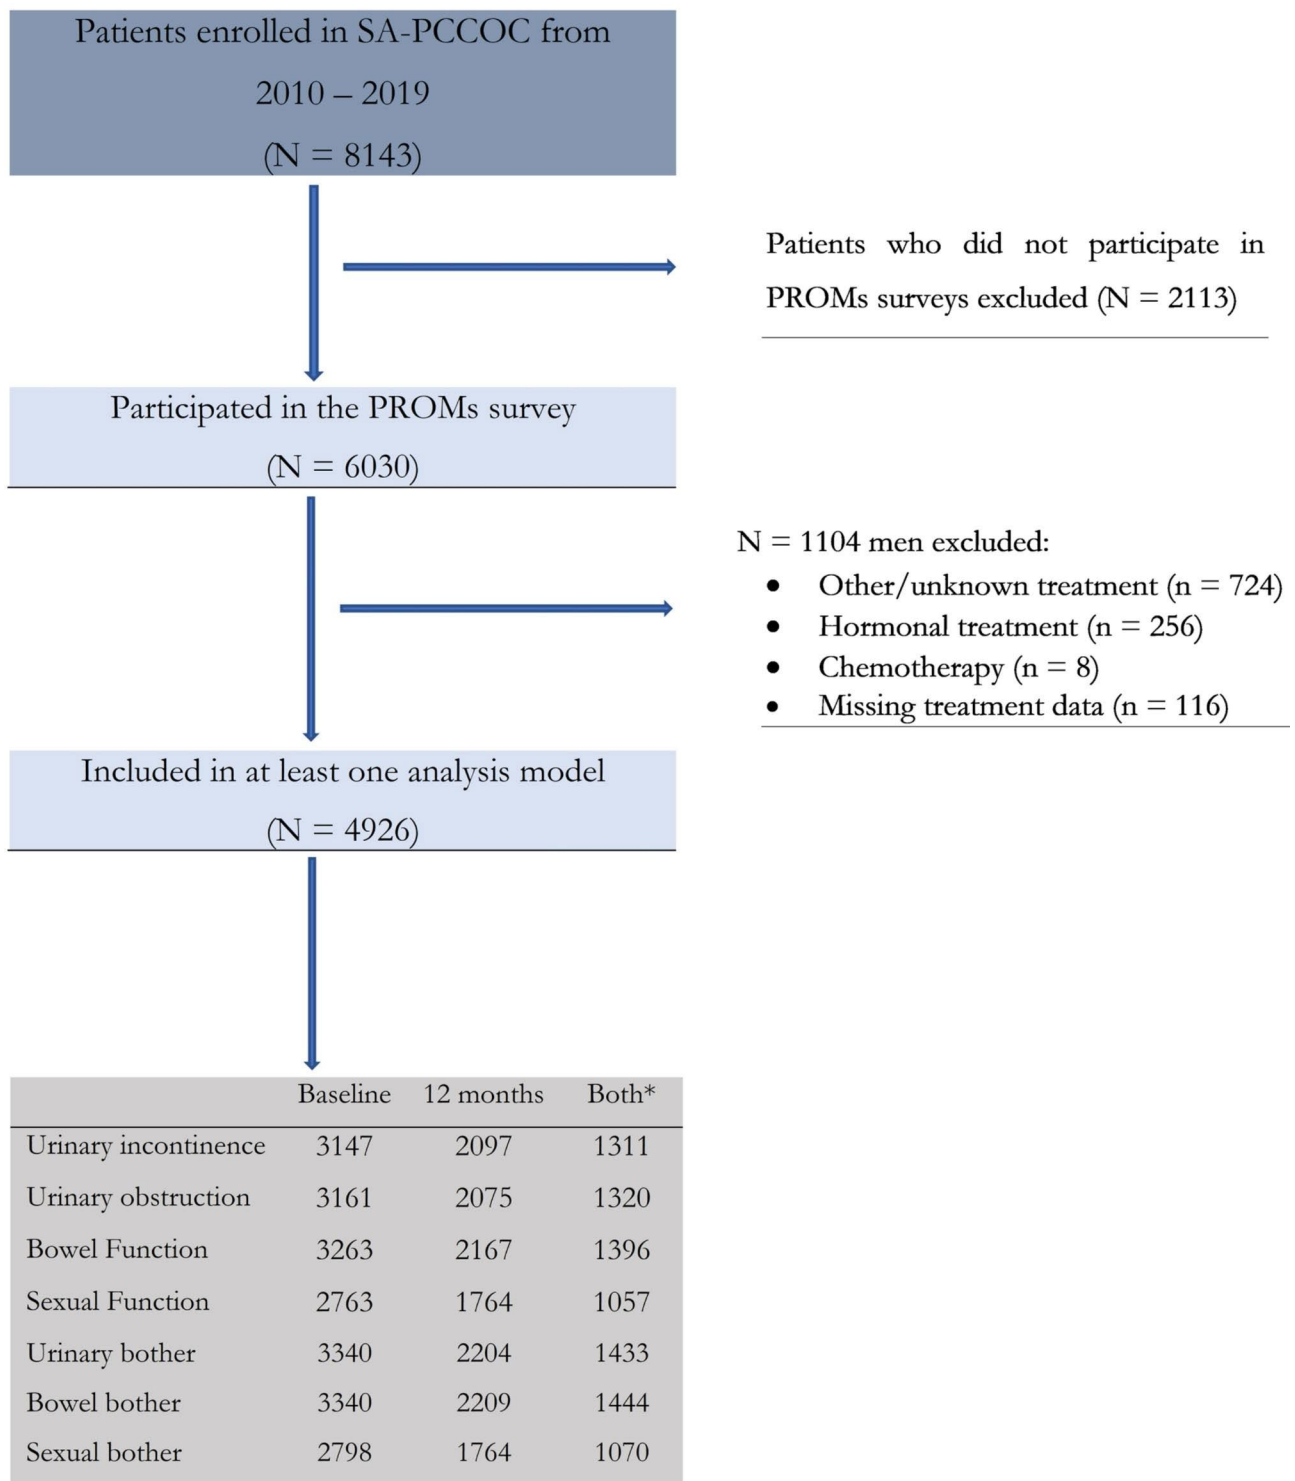 Patients enrolled in SA-PCCOC from
2010 – 2019
(N = 8143)
Patients who did not participate in
PROMs surveys excluded (N = 2113)
Participated in the PROMs survey
(N = 6030)
N = 1104 men excluded:
• Other/unknown treatment (n = 724)
• Hormonal treatment (n = 256)
• Chemotherapy (n = 8)
• Missing treatment data (n = 116)
Included in at least one analysis model
(N = 4926)
Baseline 12 months Both*
Urinary incontinence 3147 2097 1311
Urinary obstruction 3161 2075 1320
Bowel Function 3263 2167 1396
Sexual Function 2763 1764 1057
Urinary bother 3340 2204 1433
Bowel bother 3340 2209 1444
Sexual bother 2798 1764 1070